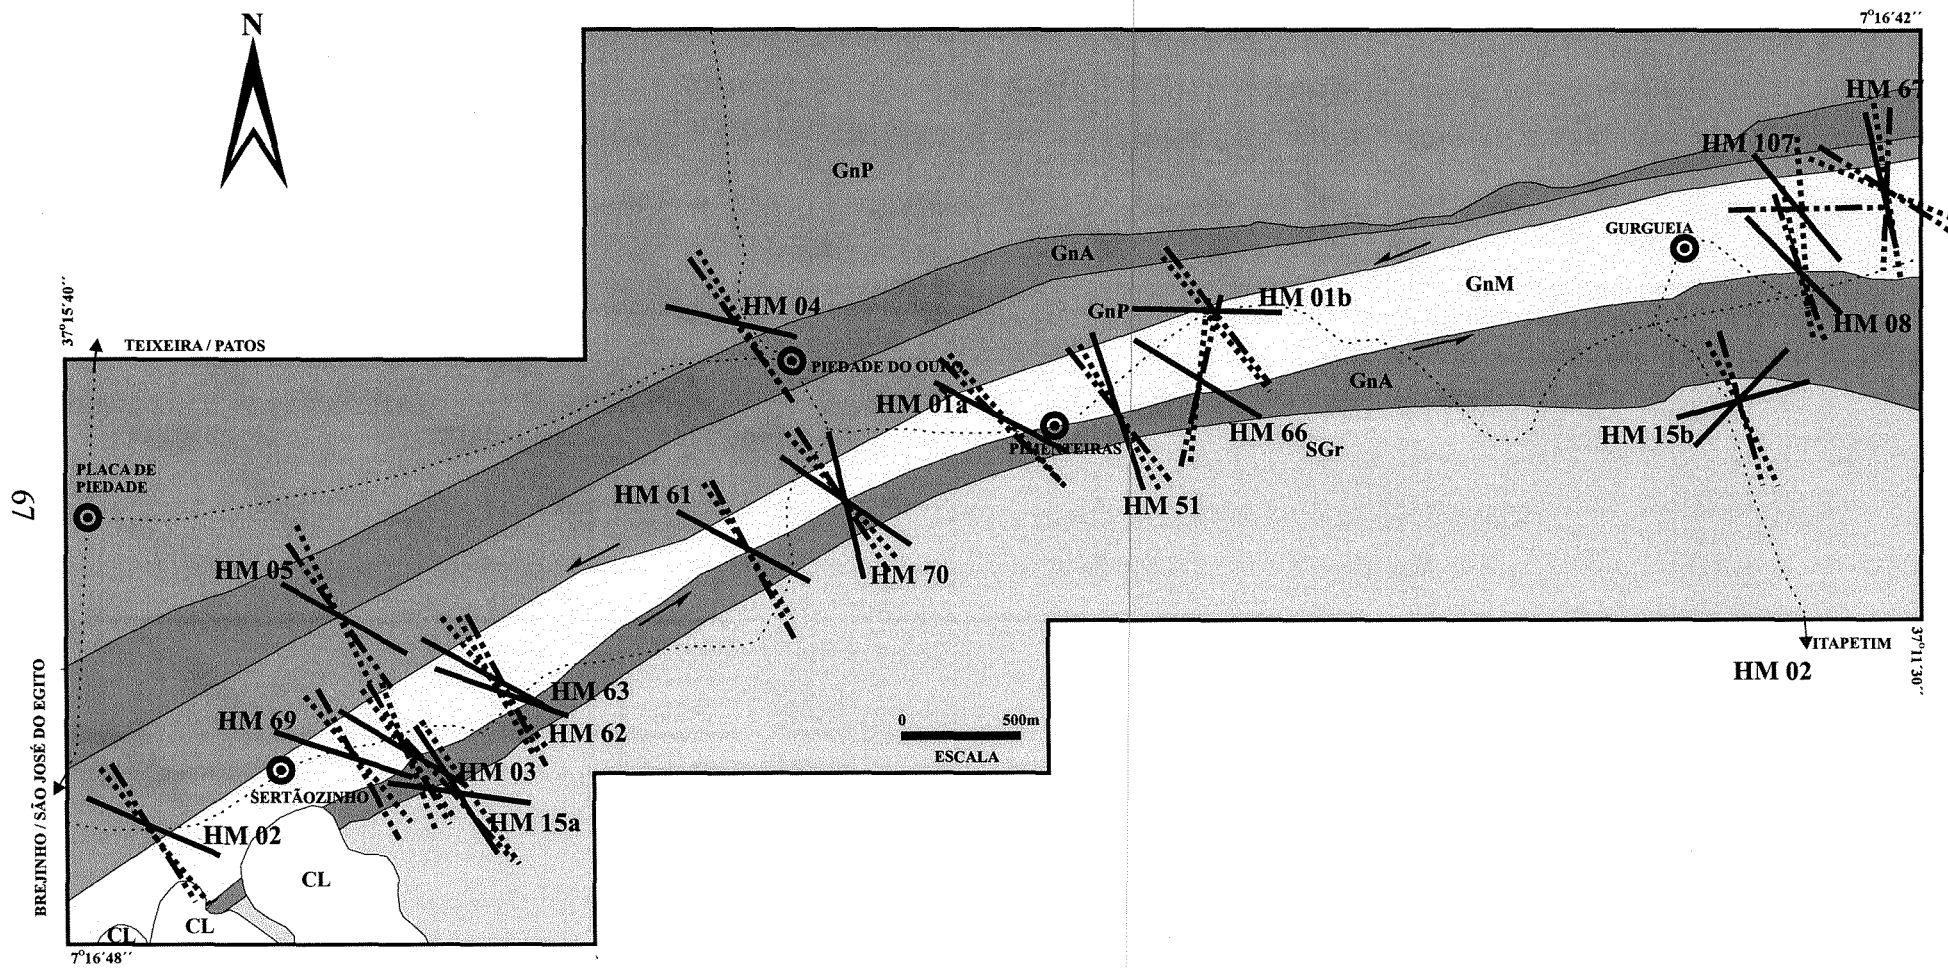 N
7°16´42´´
HM 67
HM 107
GnP
GURGUEIA
GnA
GnM
37°15´40´´
HM 04
GnP
HM 01b
HM 08
TEIXEIRA / PATOS
PIEDADE DO OURO
GnA
HM 01a
HM 66
HM 15b
PIMENTEIRAS
SGr
PLACA DE
PIEDADE
67
HM 61
HM 51
HM 05
HM 70
ITAPETIM
37°11´30´´
HM 02
BREJINHO / SÃO JOSÉ DO EGITO
HM 63
HM 69
HM 62
0 500m
ESCALA
HM 03
SERTÃOZINHO
HM 15a
HM 02
CL
CL
CL
7°16´48´´